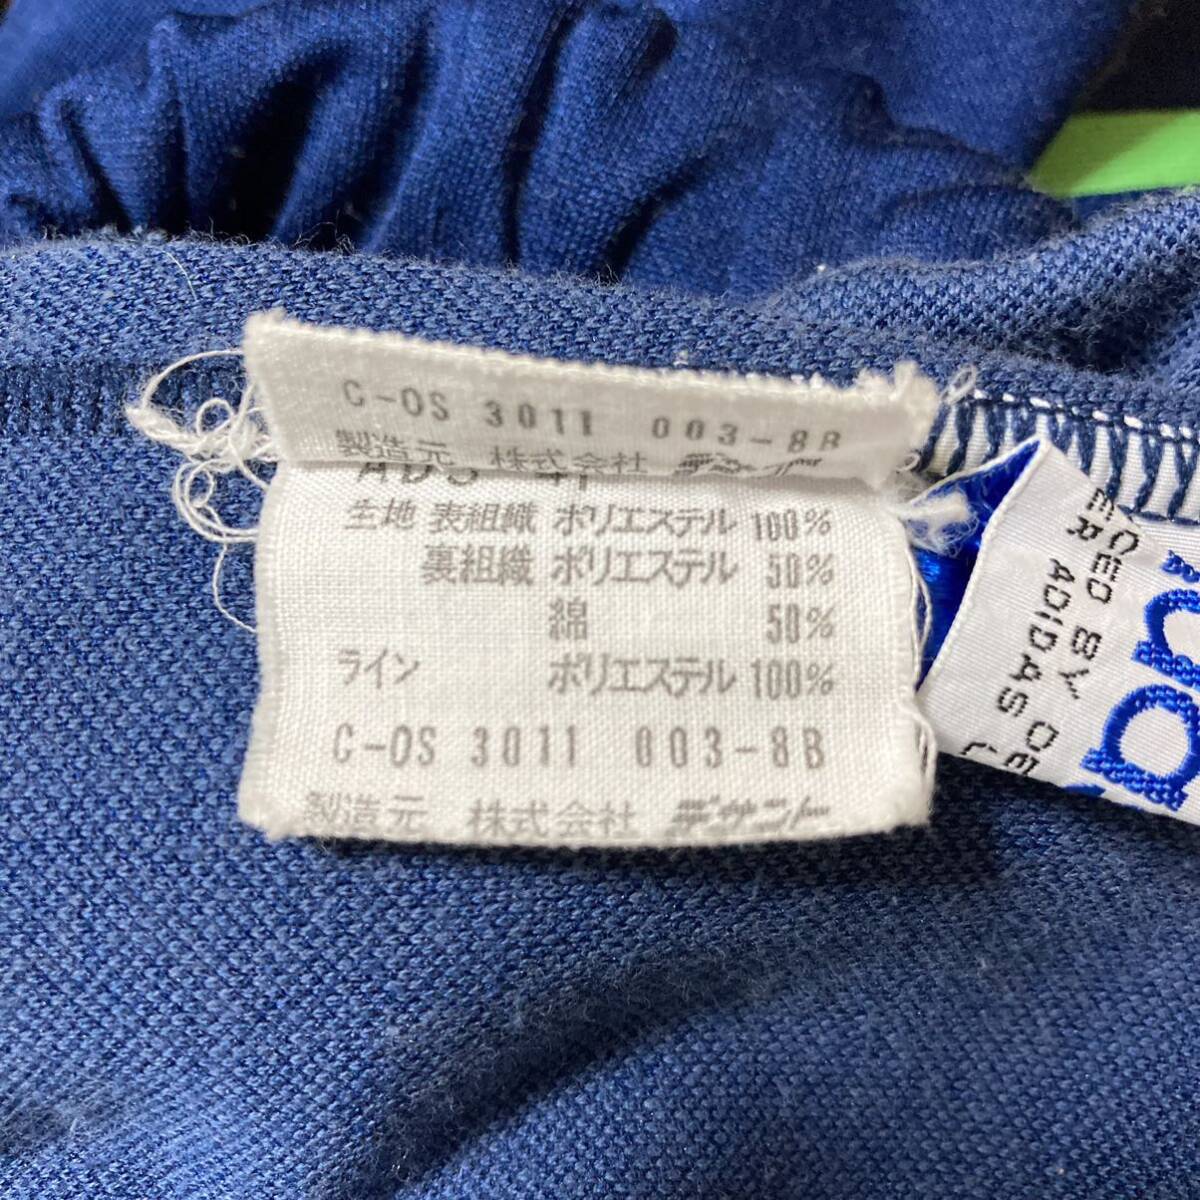 C-OS 3011 003-8B
製造元 株式会社 デサント
生地 表組織 ポリエステル 100%
裏組織 ポリエステル 50%
綿 50%
ライン ポリエステル 100%
C-OS 3011 003-8B
製造元 株式会社 デサント
BY DE
ADIDAS